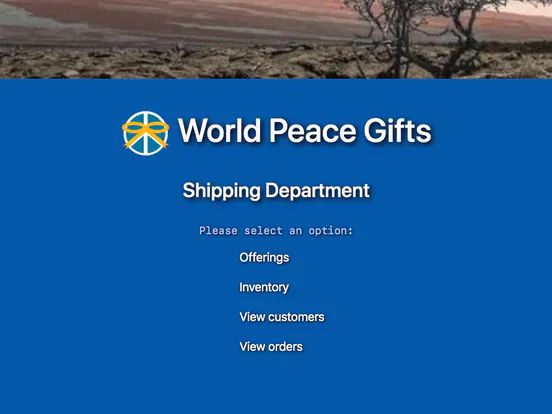 World Peace Gifts
Shipping Department
Please select an option:
Offerings
Inventory
View customers
View orders